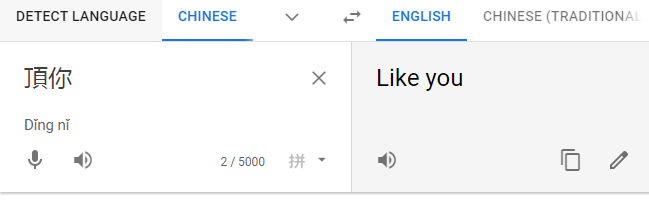 DETECT LANGUAGE CHINESE ENGLISH CHINESE (TRADITIONAL
頂你 Like you
Dǐng nǐ
2 / 5000 拼